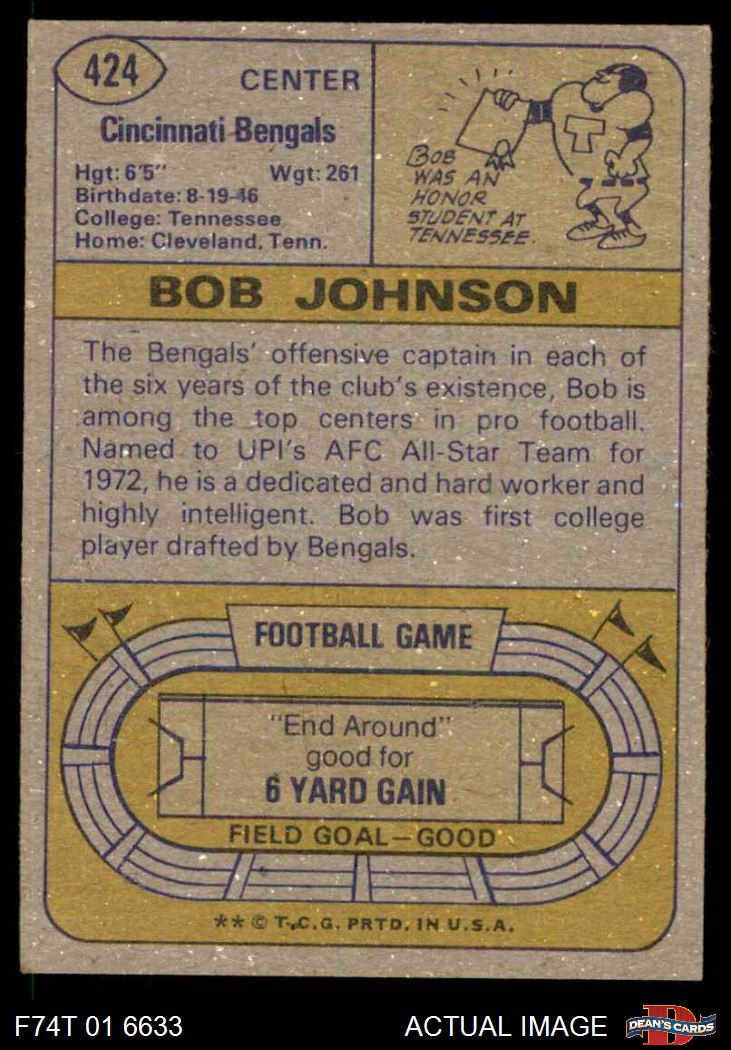 424
CENTER
Cincinnati Bengals
Hgt: 6'5" Wgt: 261
Birthdate: 8-19-46
College: Tennessee
Home: Cleveland, Tenn.
BOB
WAS AN
HONOR
STUDENT AT
TENNESSEE.
T
BOB JOHNSON
The Bengals' offensive captain in each of
the six years of the club's existence, Bob is
among the top centers in pro football.
Named to UPI's AFC All-Star Team for
1972, he is a dedicated and hard worker and
highly intelligent. Bob was first college
player drafted by Bengals.
FOOTBALL GAME
"End Around"
good for
6 YARD GAIN
FIELD GOAL—GOOD
** © T.C.G. PRTD. IN U.S.A.
F74T 01 6633 ACTUAL IMAGE
D
DEAN'S CARDS